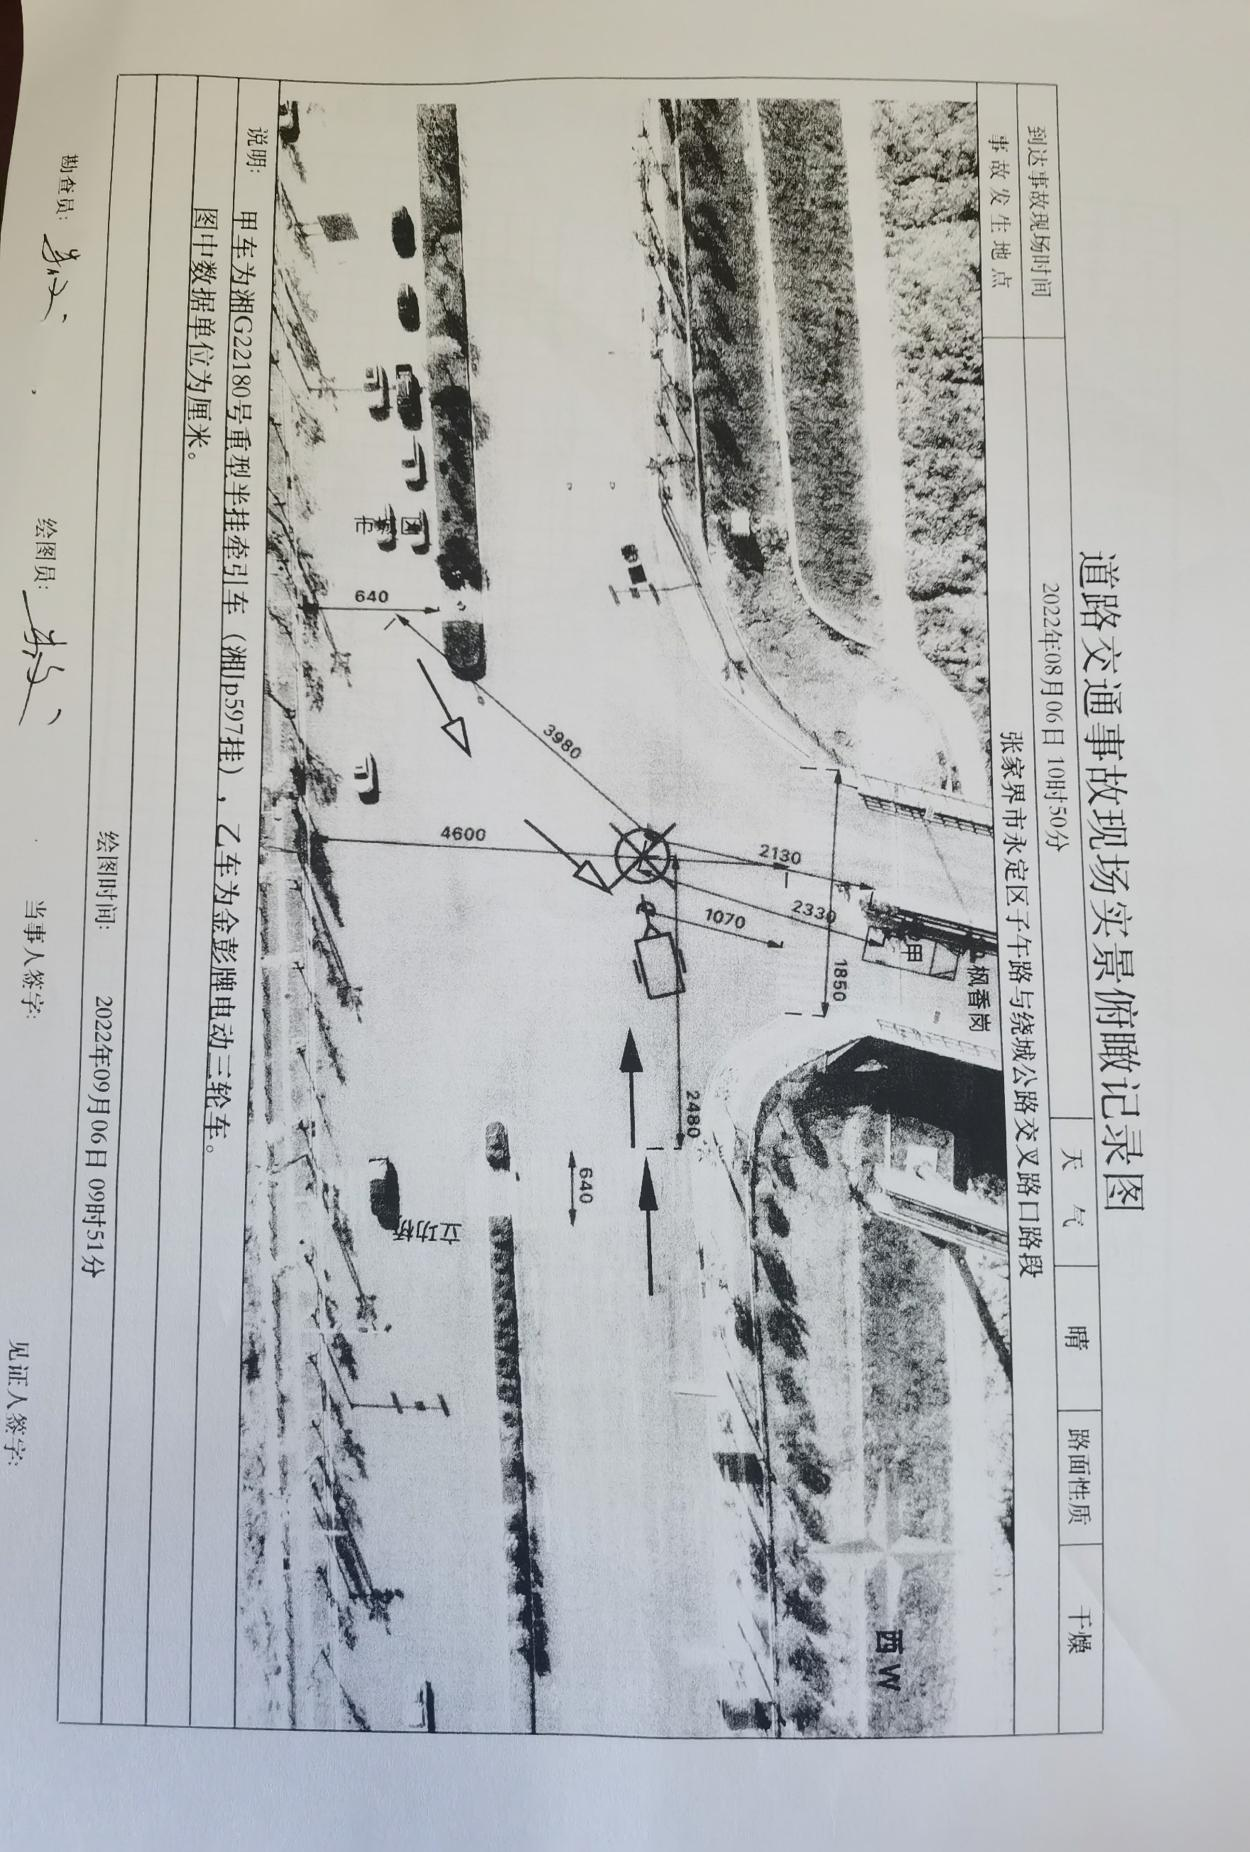 道路交通事故现场实景俯瞰记录图
到达事故现场时间 2022年08月06日 10时50分 天 气 晴 路面性质 干燥
事故发生地点 张家界市永定区子午路与绕城公路交叉路口路段
西W
枫香岗
甲
1850
2330
2130
1070
2480
640
3980
4600
640
立功桥
市
区
说明: 甲车为湘G22180号重型半挂牵引车（湘Jp597挂），乙车为金彭牌电动三轮车。
图中数据单位为厘米。
绘图时间: 2022年09月06日 09时51分
勘查员: 绘图员: 当事人签字: 见证人签字: